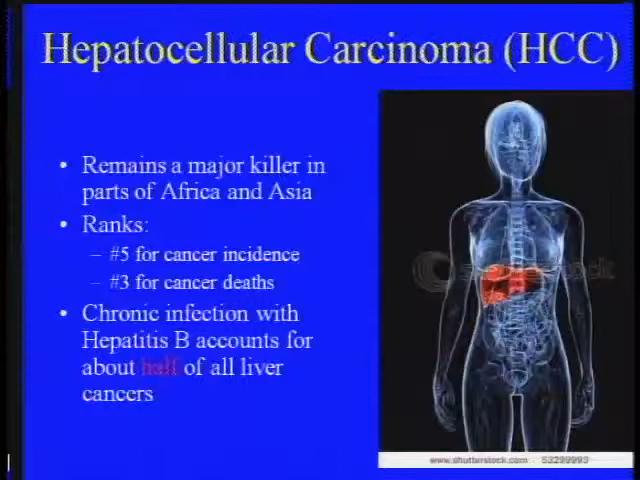 Hepatocellular Carcinoma (HCC)
• Remains a major killer in
parts of Africa and Asia
• Ranks:
– #5 for cancer incidence
– #3 for cancer deaths
• Chronic infection with
Hepatitis B accounts for
about half of all liver
cancers
www.shutterstock.com 53299993